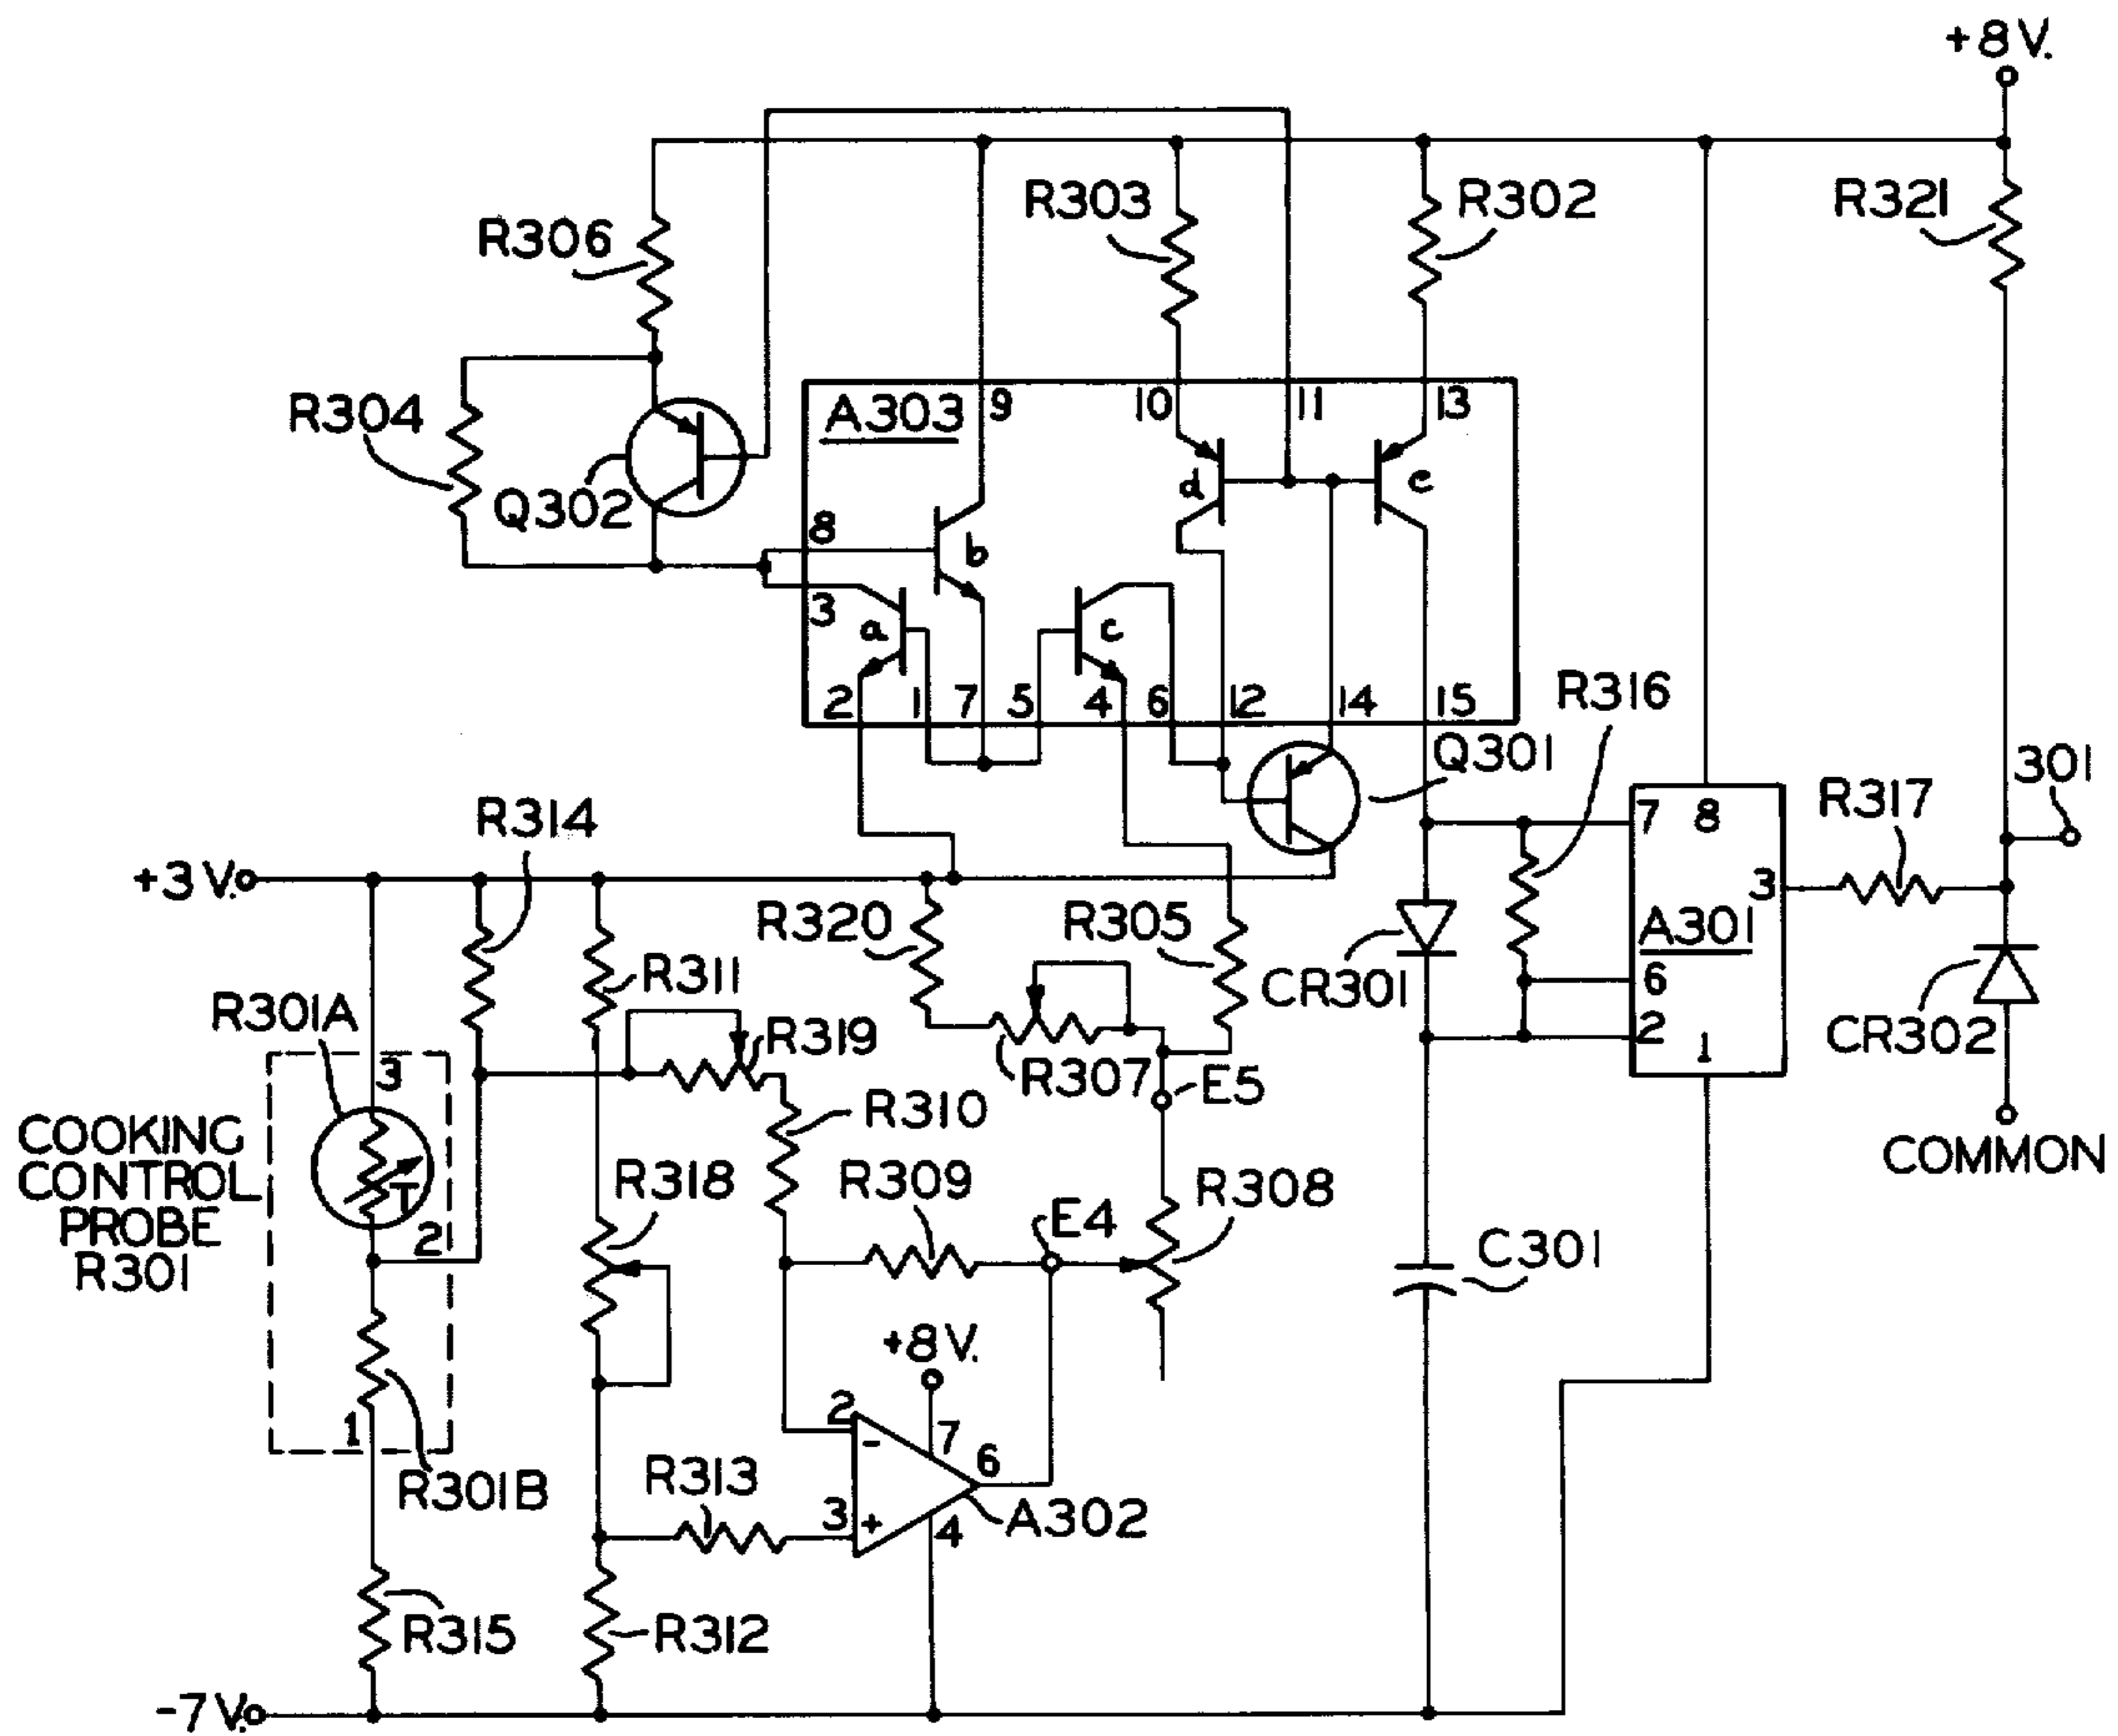 +8V.
R303
R302
R321
R306
R304
A303
9
10
11
13
d
e
Q302
8
b
3
a
c
2
1
7
5
4
6
12
14
15
R316
Q301
301
R314
7
8
R317
+3V.
3
R320
R305
A301
R311
CR301
6
R301A
R319
2
CR302
3
R307
E5
1
COOKING
CONTROL
PROBE
R301
R310
COMMON
T
R318
R309
R308
2
E4
C301
+8V.
1
2
7
R301B
R313
-
6
3
+
4
A302
R315
R312
-7V.